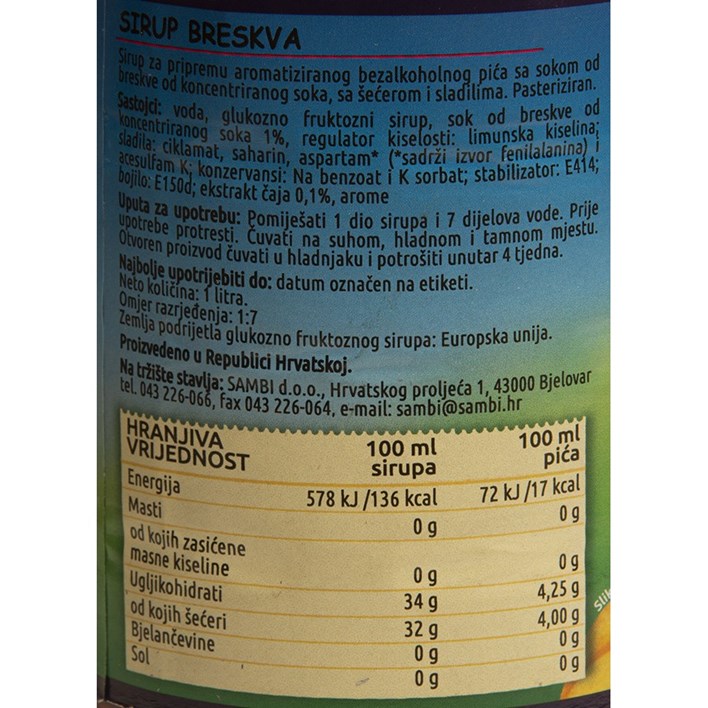 SIRUP BRESKVA
Sirup za pripremu aromatiziranog bezalkoholnog pića sa sokom od
breskve od koncentriranog soka, sa šećerom i sladilima. Pasteriziran.
Sastojci: voda, glukozno fruktozni sirup, sok od breskve od
koncentriranog soka 1%, regulator kiselosti: limunska kiselina;
sladila: ciklamat, saharin, aspartam* (*sadrži izvor fenilalanina) i
acesulfam K; konzervansi: Na benzoat i K sorbat; stabilizator: E414;
bojilo: E150d; ekstrakt čaja 0,1%, arome
Uputa za upotrebu: Pomiješati 1 dio sirupa i 7 dijelova vode. Prije
upotrebe protresti. Čuvati na suhom, hladnom i tamnom mjestu.
Otvoren proizvod čuvati u hladnjaku i potrošiti unutar 4 tjedna.
Najbolje upotrijebiti do: datum označen na etiketi.
Neto količina: 1 litra.
Omjer razrjeđenja: 1:7
Zemlja podrijetla glukozno fruktoznog sirupa: Europska unija.
Proizvedeno u Republici Hrvatskoj.
Na tržište stavlja: SAMBI d.o.o., Hrvatskog proljeća 1, 43000 Bjelovar
tel. 043 226-066, fax 043 226-064, e-mail: sambi@sambi.hr
HRANJIVA VRIJEDNOST 100 ml sirupa 100 ml pića
Energija 578 kJ /136 kcal 72 kJ /17 kcal
Masti 0 g 0 g
od kojih zasićene
masne kiseline 0 g 0 g
Ugljikohidrati 34 g 4,25 g
od kojih šećeri 32 g 4,00 g
Bjelančevine 0 g 0 g
Sol 0 g 0 g